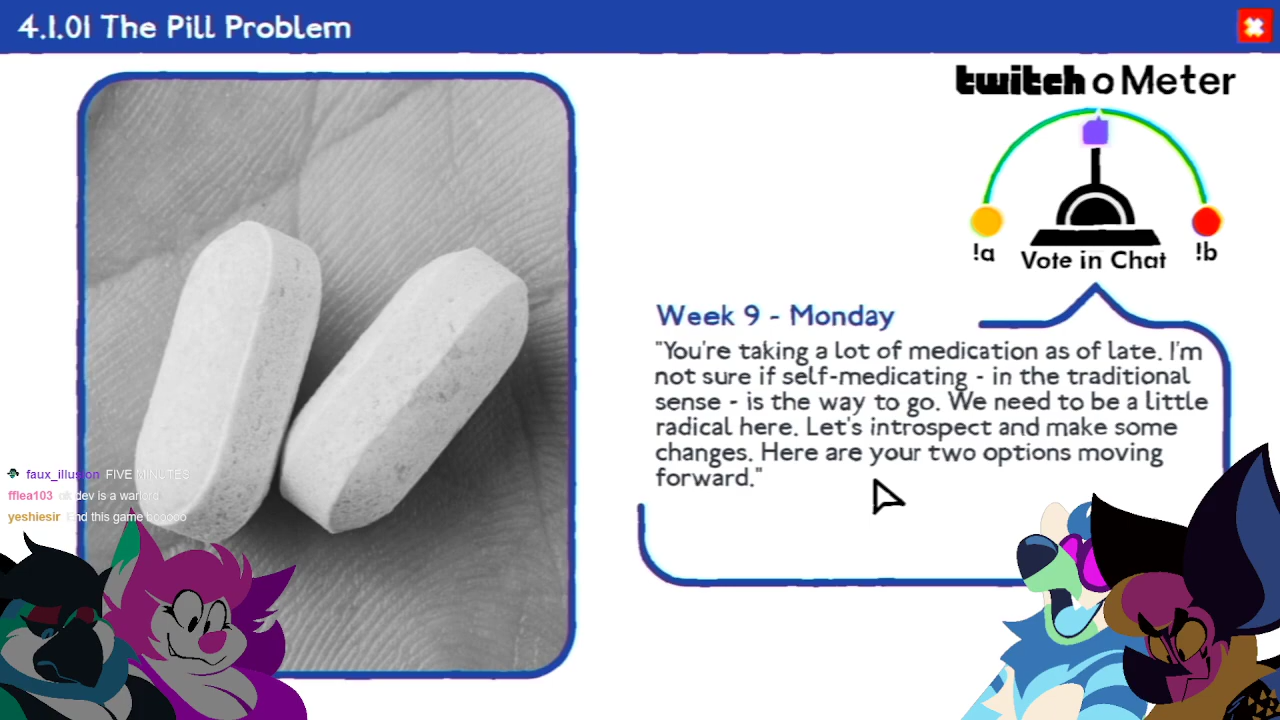 4.1.01 The Pill Problem
twitch o Meter
!a
Vote in Chat
!b
Week 9 - Monday
"You're taking a lot of medication as of late. I'm
not sure if self-medicating - in the traditional
sense - is the way to go. We need to be a little
radical here. Let's introspect and make some
changes. Here are your two options moving
forward."
faux_illusion FIVE MINUTES
fflea103 dev is a warlord
yeshiesir end this game booooo